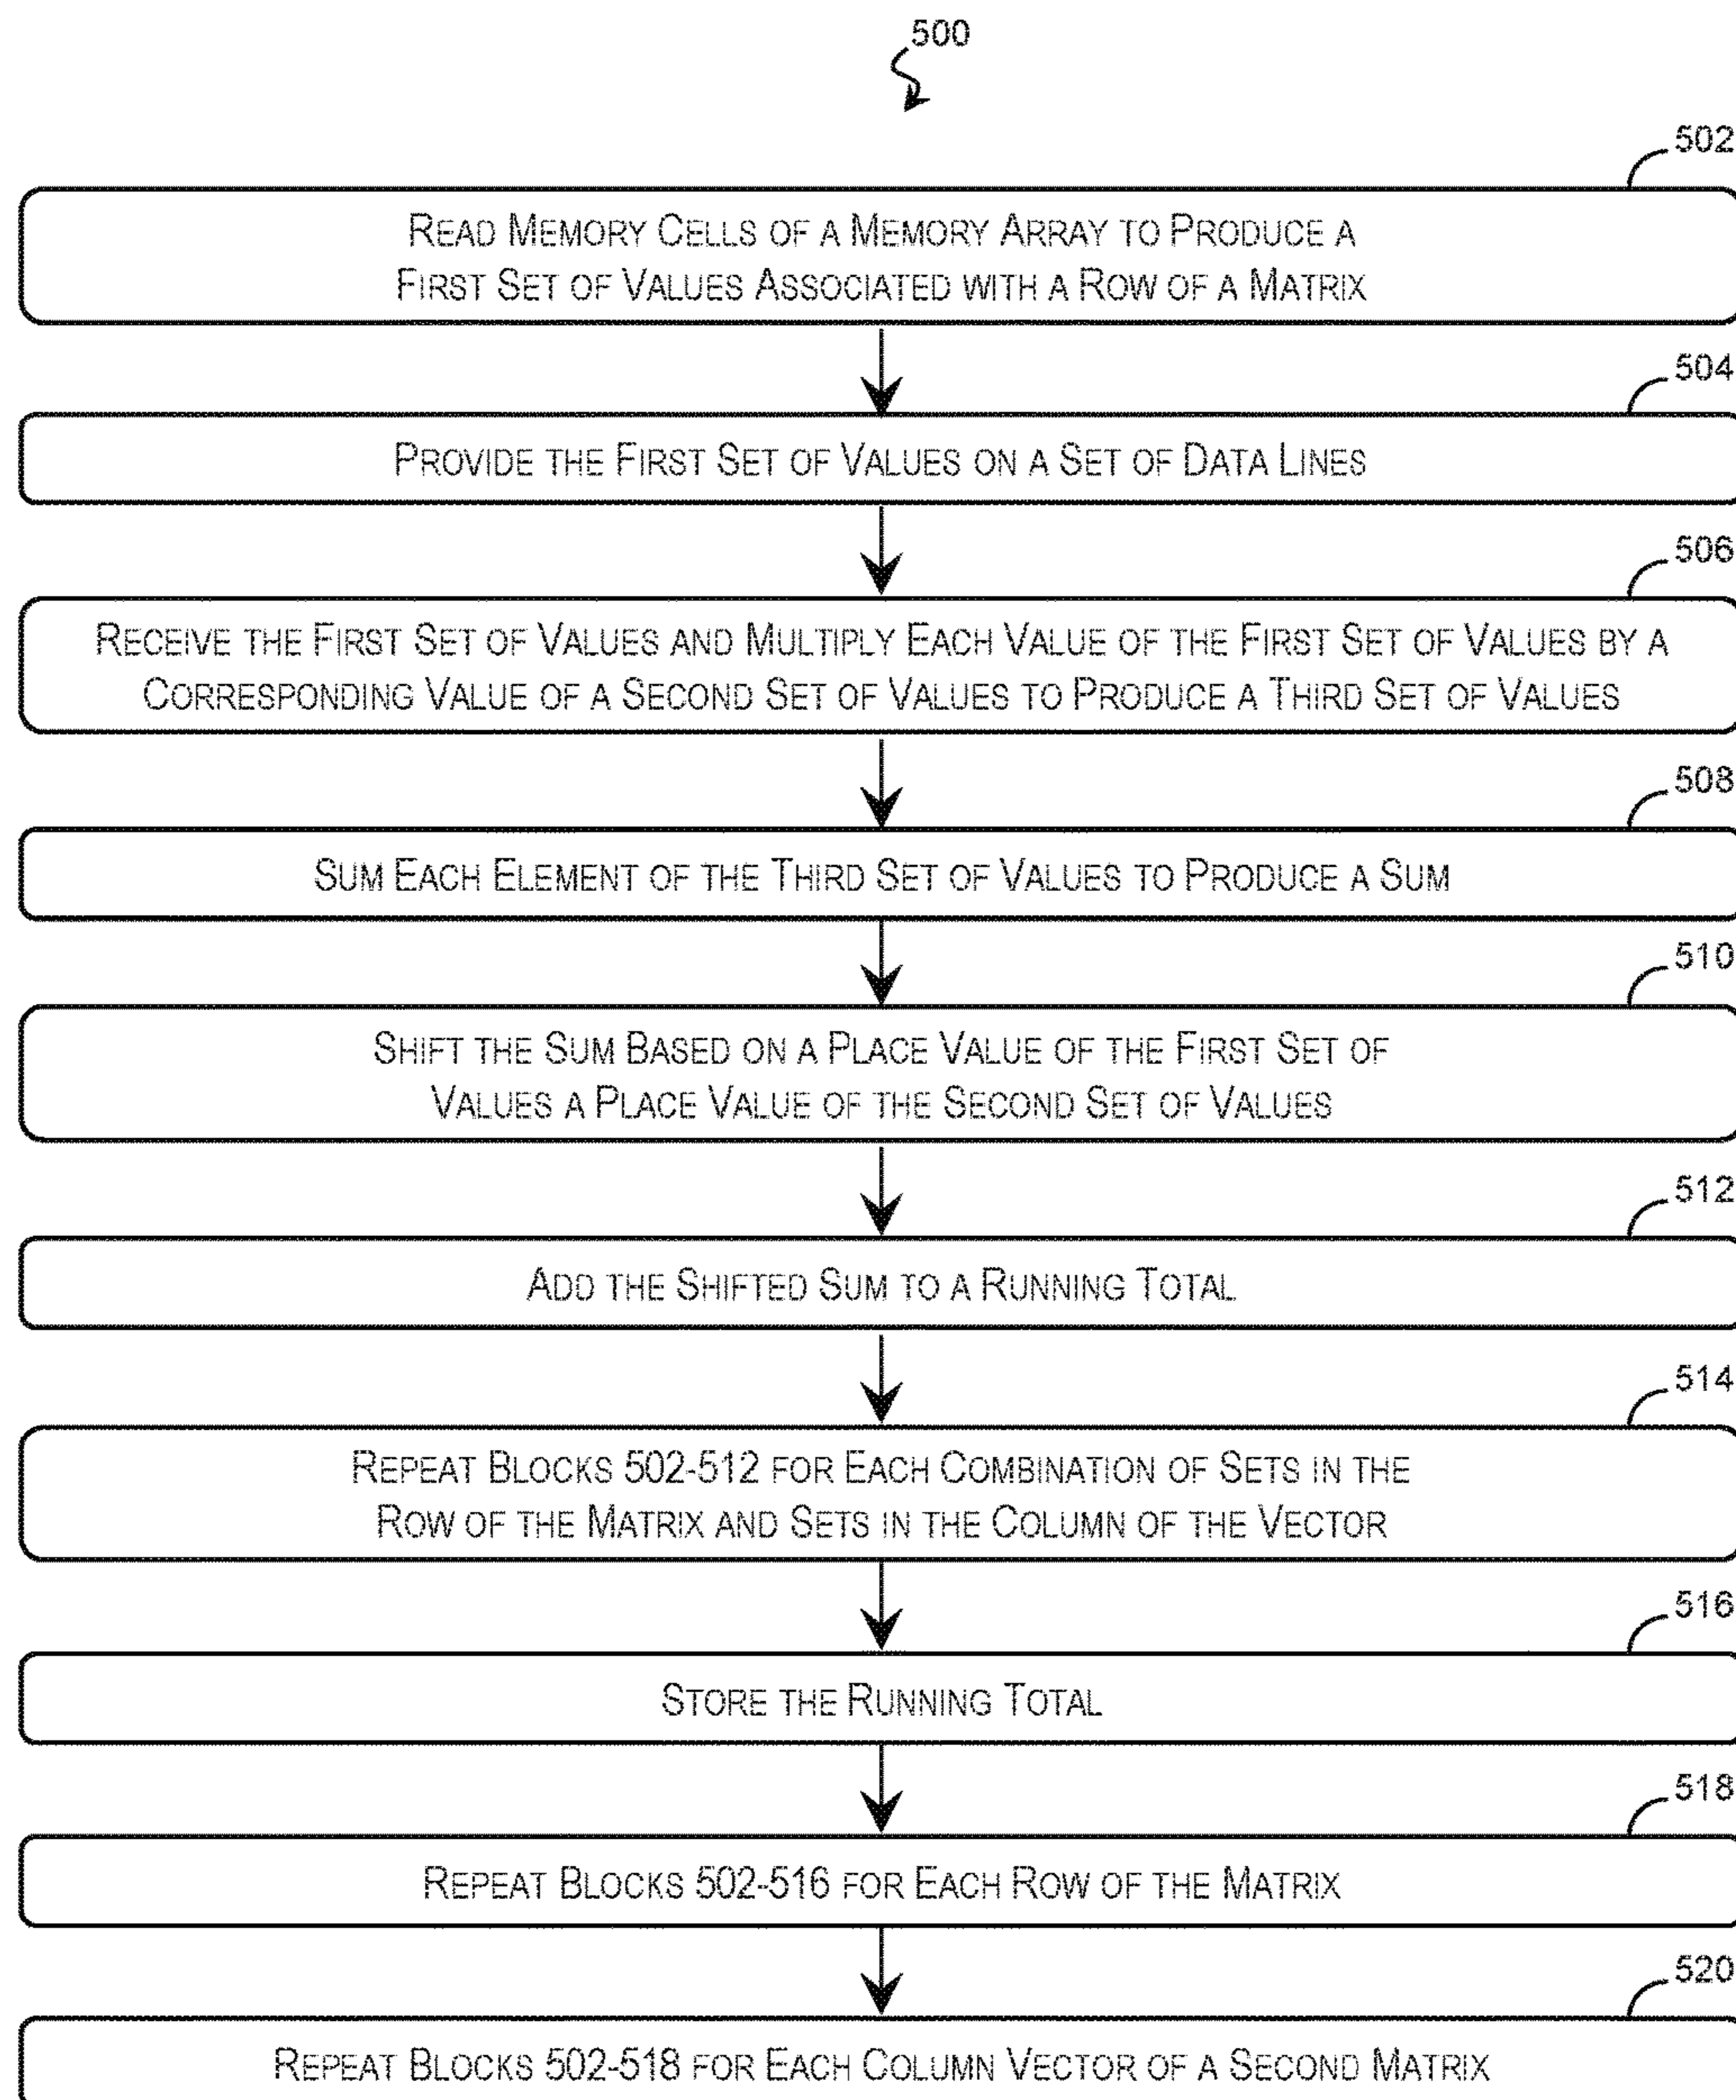 500
502
READ MEMORY CELLS OF A MEMORY ARRAY TO PRODUCE A
FIRST SET OF VALUES ASSOCIATED WITH A ROW OF A MATRIX
504
PROVIDE THE FIRST SET OF VALUES ON A SET OF DATA LINES
506
RECEIVE THE FIRST SET OF VALUES AND MULTIPLY EACH VALUE OF THE FIRST SET OF VALUES BY A
CORRESPONDING VALUE OF A SECOND SET OF VALUES TO PRODUCE A THIRD SET OF VALUES
508
SUM EACH ELEMENT OF THE THIRD SET OF VALUES TO PRODUCE A SUM
510
SHIFT THE SUM BASED ON A PLACE VALUE OF THE FIRST SET OF
VALUES A PLACE VALUE OF THE SECOND SET OF VALUES
512
ADD THE SHIFTED SUM TO A RUNNING TOTAL
514
REPEAT BLOCKS 502-512 FOR EACH COMBINATION OF SETS IN THE
ROW OF THE MATRIX AND SETS IN THE COLUMN OF THE VECTOR
516
STORE THE RUNNING TOTAL
518
REPEAT BLOCKS 502-516 FOR EACH ROW OF THE MATRIX
520
REPEAT BLOCKS 502-518 FOR EACH COLUMN VECTOR OF A SECOND MATRIX